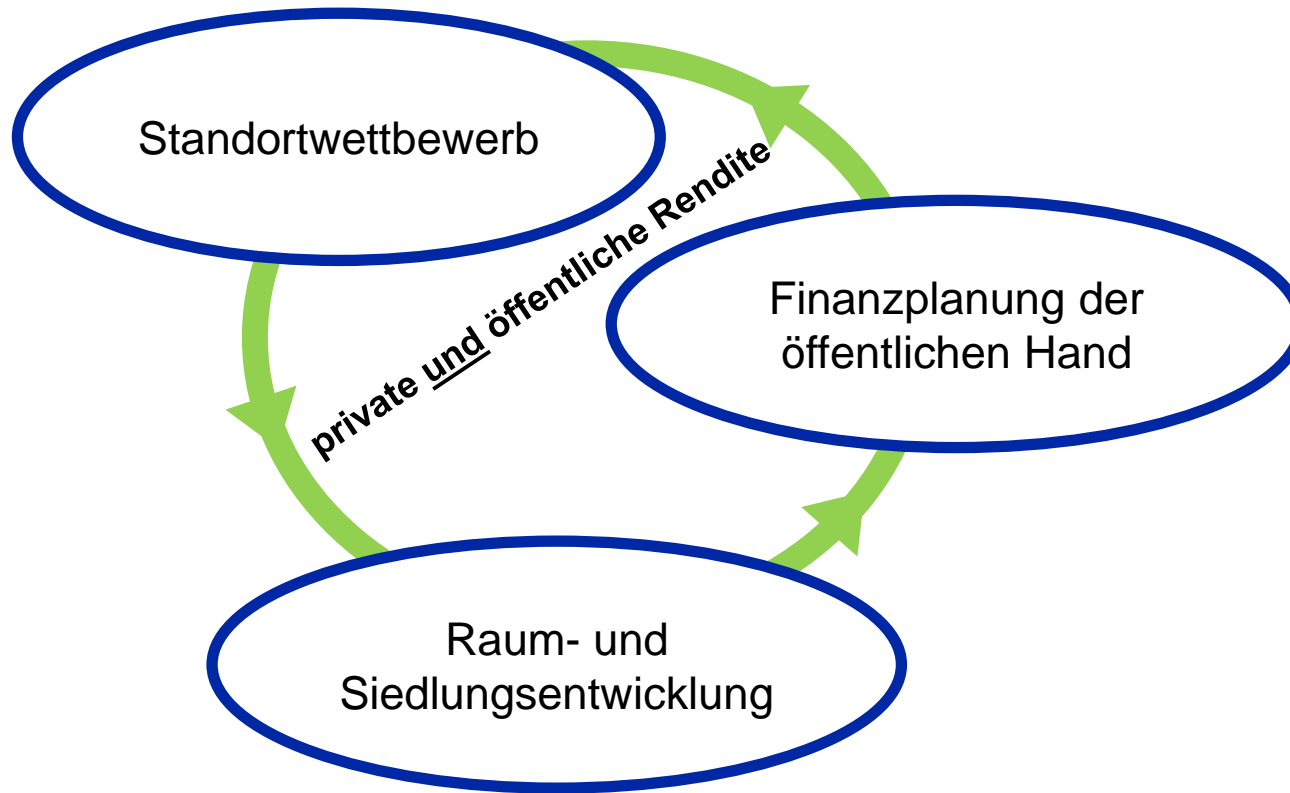 Standortwettbewerb
private und öffentliche Rendite
Finanzplanung der
öffentlichen Hand
Raum- und
Siedlungsentwicklung